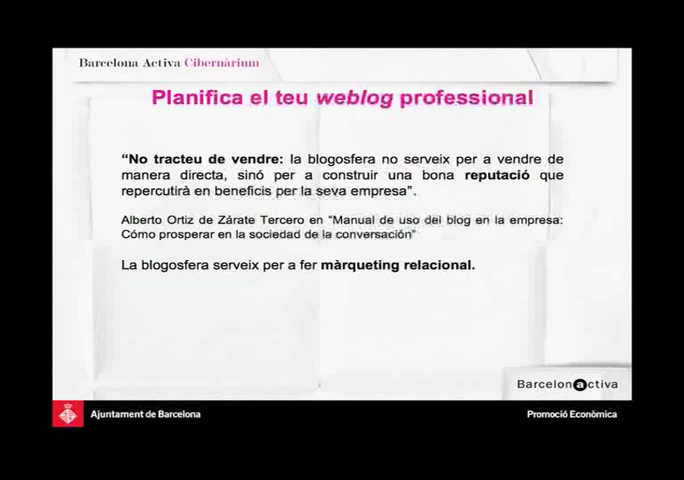 Barcelona Activa Cibernàrium
Planifica el teu weblog professional
“No tracteu de vendre: la blogosfera no serveix per a vendre de
manera directa, sinó per a construir una bona reputació que
repercutirà en beneficis per la seva empresa”.
Alberto Ortiz de Zárate Tercero en “Manual de uso del blog en la empresa:
Cómo prosperar en la sociedad de la conversación”
La blogosfera serveix per a fer màrqueting relacional.
Barcelonactiva
Ajuntament de Barcelona
Promoció Econòmica